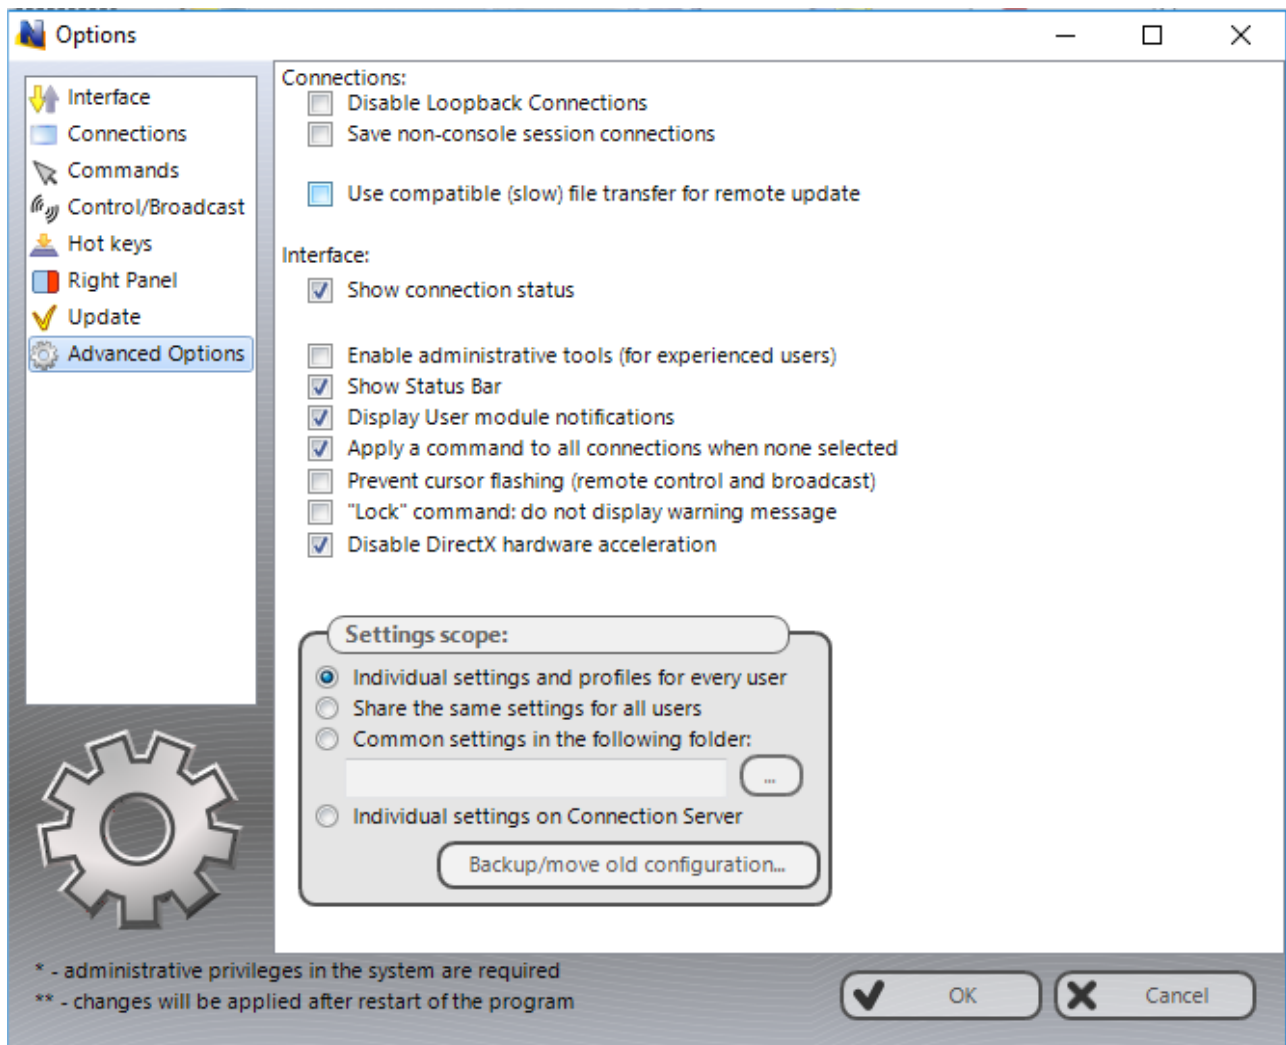 Options
Interface
Connections
Commands
Control/Broadcast
Hot keys
Right Panel
Update
Advanced Options
Connections:
Disable Loopback Connections
Save non-console session connections
Use compatible (slow) file transfer for remote update
Interface:
Show connection status
Enable administrative tools (for experienced users)
Show Status Bar
Display User module notifications
Apply a command to all connections when none selected
Prevent cursor flashing (remote control and broadcast)
"Lock" command: do not display warning message
Disable DirectX hardware acceleration
Settings scope:
Individual settings and profiles for every user
Share the same settings for all users
Common settings in the following folder:
...
Individual settings on Connection Server
Backup/move old configuration...
* - administrative privileges in the system are required
** - changes will be applied after restart of the program
OK
Cancel